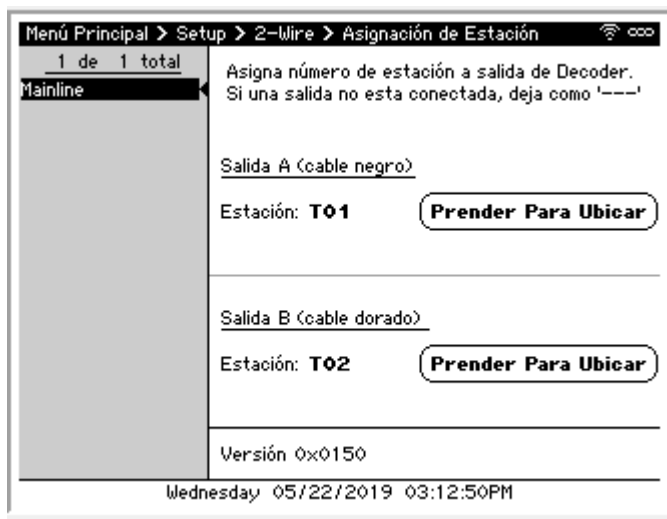 Menú Principal > Setup > 2-Wire > Asignación de Estación
1 de 1 total
Mainline
Asigna número de estación a salida de Decoder.
Si una salida no esta conectada, deja como '---'
Salida A (cable negro)
Estación: T01
Prender Para Ubicar
Salida B (cable dorado)
Estación: T02
Prender Para Ubicar
Versión 0x0150
Wednesday 05/22/2019 03:12:50PM